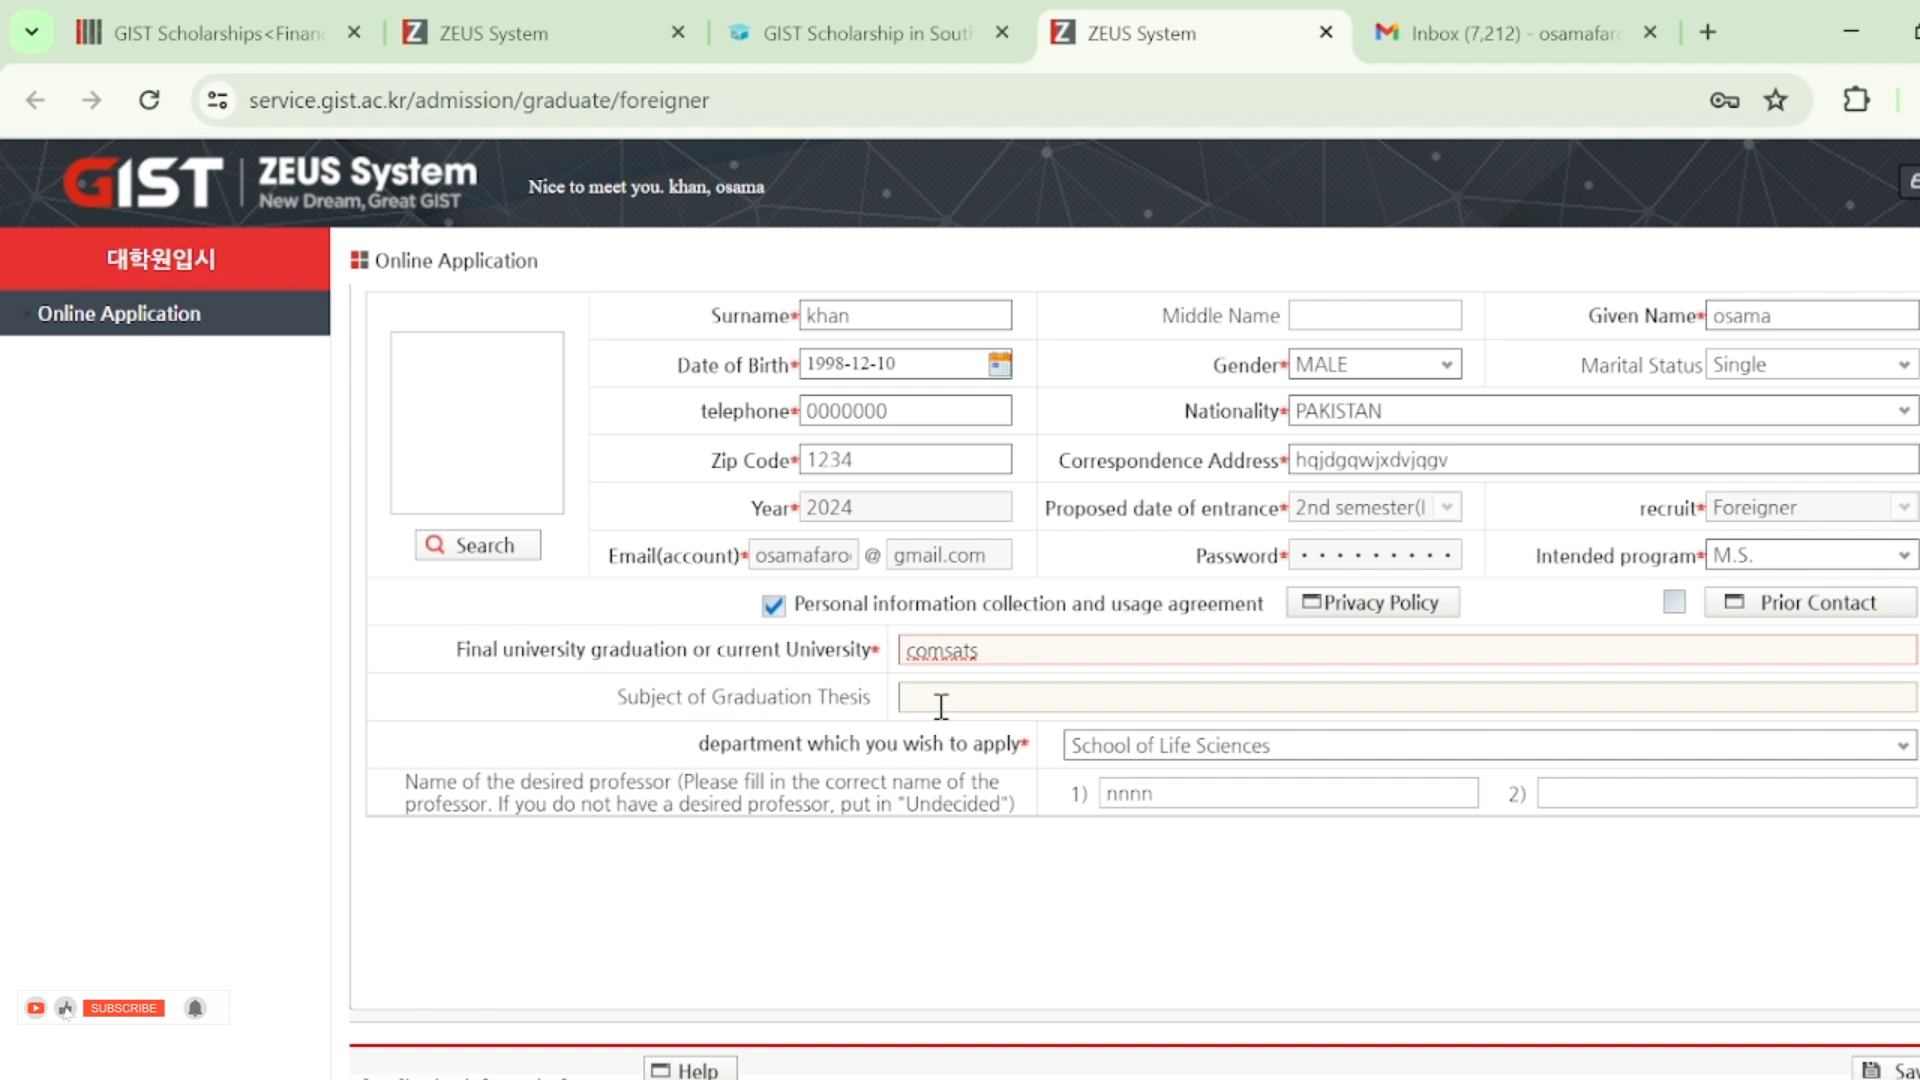 GIST Scholarships<Finan
ZEUS System
GIST Scholarship in Sout
ZEUS System
Inbox (7,212) - osamafaro
service.gist.ac.kr/admission/graduate/foreigner
GIST
ZEUS System
New Dream, Great GIST
Nice to meet you. khan, osama
대학원입시
Online Application
Online Application
Surname* khan
Middle Name
Given Name* osama
Date of Birth* 1998-12-10
Gender* MALE
Marital Status Single
telephone* 0000000
Nationality* PAKISTAN
Zip Code* 1234
Correspondence Address* hqjdgqwjxdvjqgv
Year* 2024
Proposed date of entrance* 2nd semester(
recruit* Foreigner
Search
Email(account)* osamafaro @ gmail.com
Password* • • • • • • • • •
Intended program* M.S.
Personal information collection and usage agreement
Privacy Policy
Prior Contact
Final university graduation or current University* comsats
Subject of Graduation Thesis
department which you wish to apply* School of Life Sciences
Name of the desired professor (Please fill in the correct name of the
professor. If you do not have a desired professor, put in "Undecided")
1) nnnn
2)
SUBSCRIBE
Help
Sav